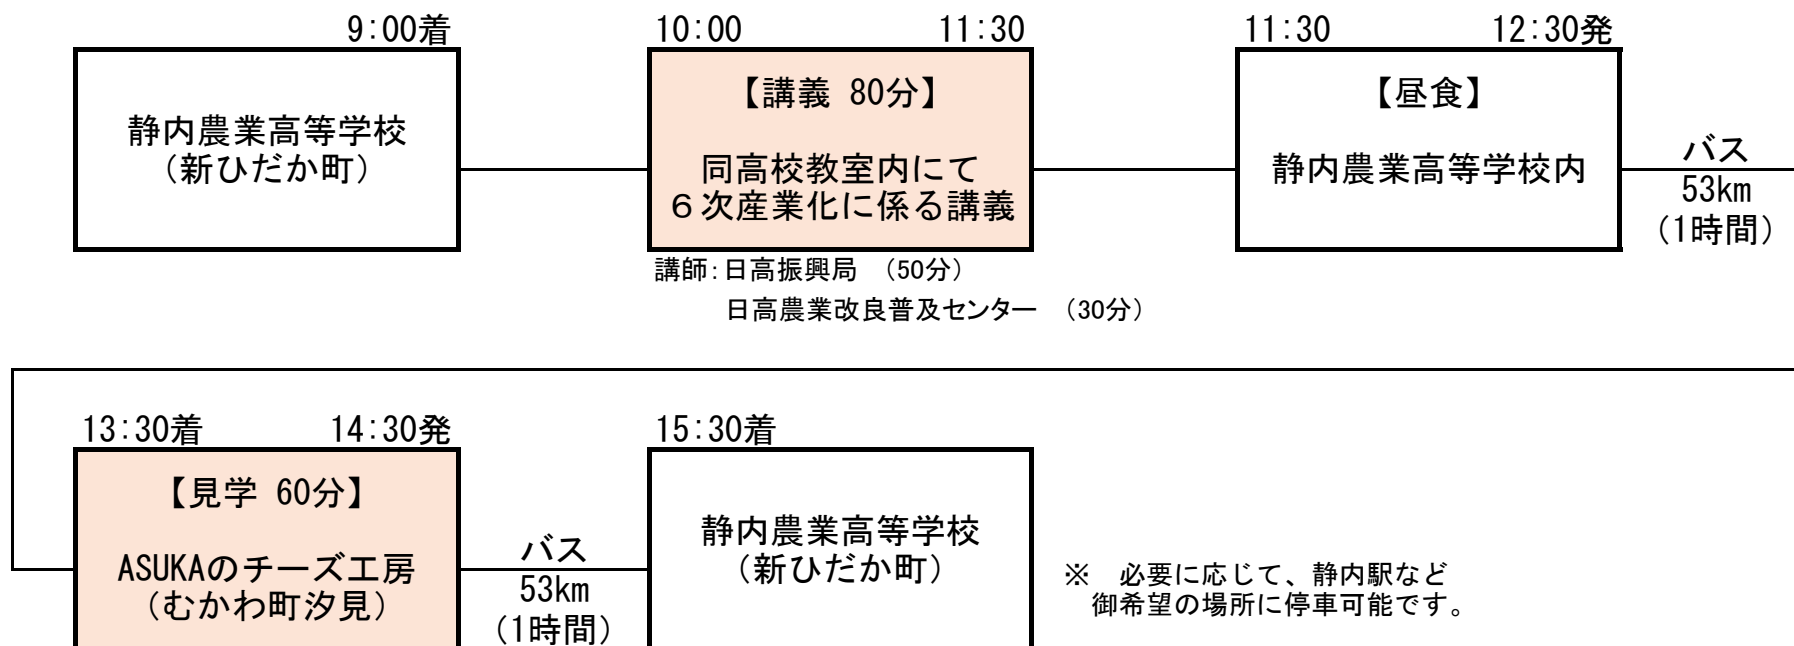 9:00着
静内農業高等学校
（新ひだか町）
10:00 11:30
【講義 80分】
同高校教室内にて
６次産業化に係る講義
講師：日高振興局 （50分）
日高農業改良普及センター （30分）
11:30 12:30発
【昼食】
静内農業高等学校内
バス
53km
（1時間）
13:30着 14:30発
【見学 60分】
ASUKAのチーズ工房
（むかわ町汐見）
バス
53km
（1時間）
15:30着
静内農業高等学校
（新ひだか町）
※ 必要に応じて、静内駅など
御希望の場所に停車可能です。